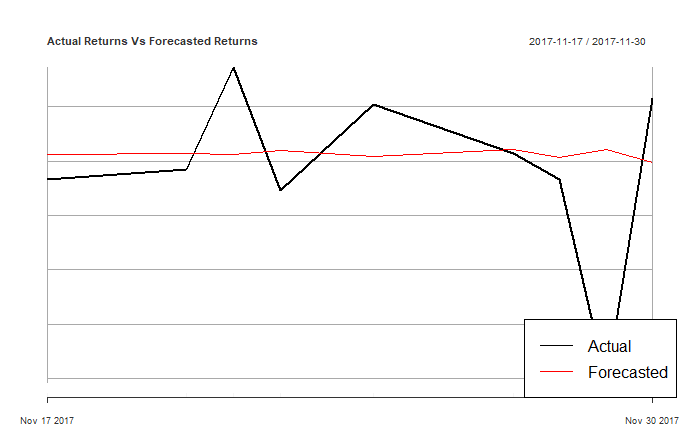 Actual Returns Vs Forecasted Returns
2017-11-17 / 2017-11-30
Actual
Forecasted
Nov 17 2017
Nov 30 2017